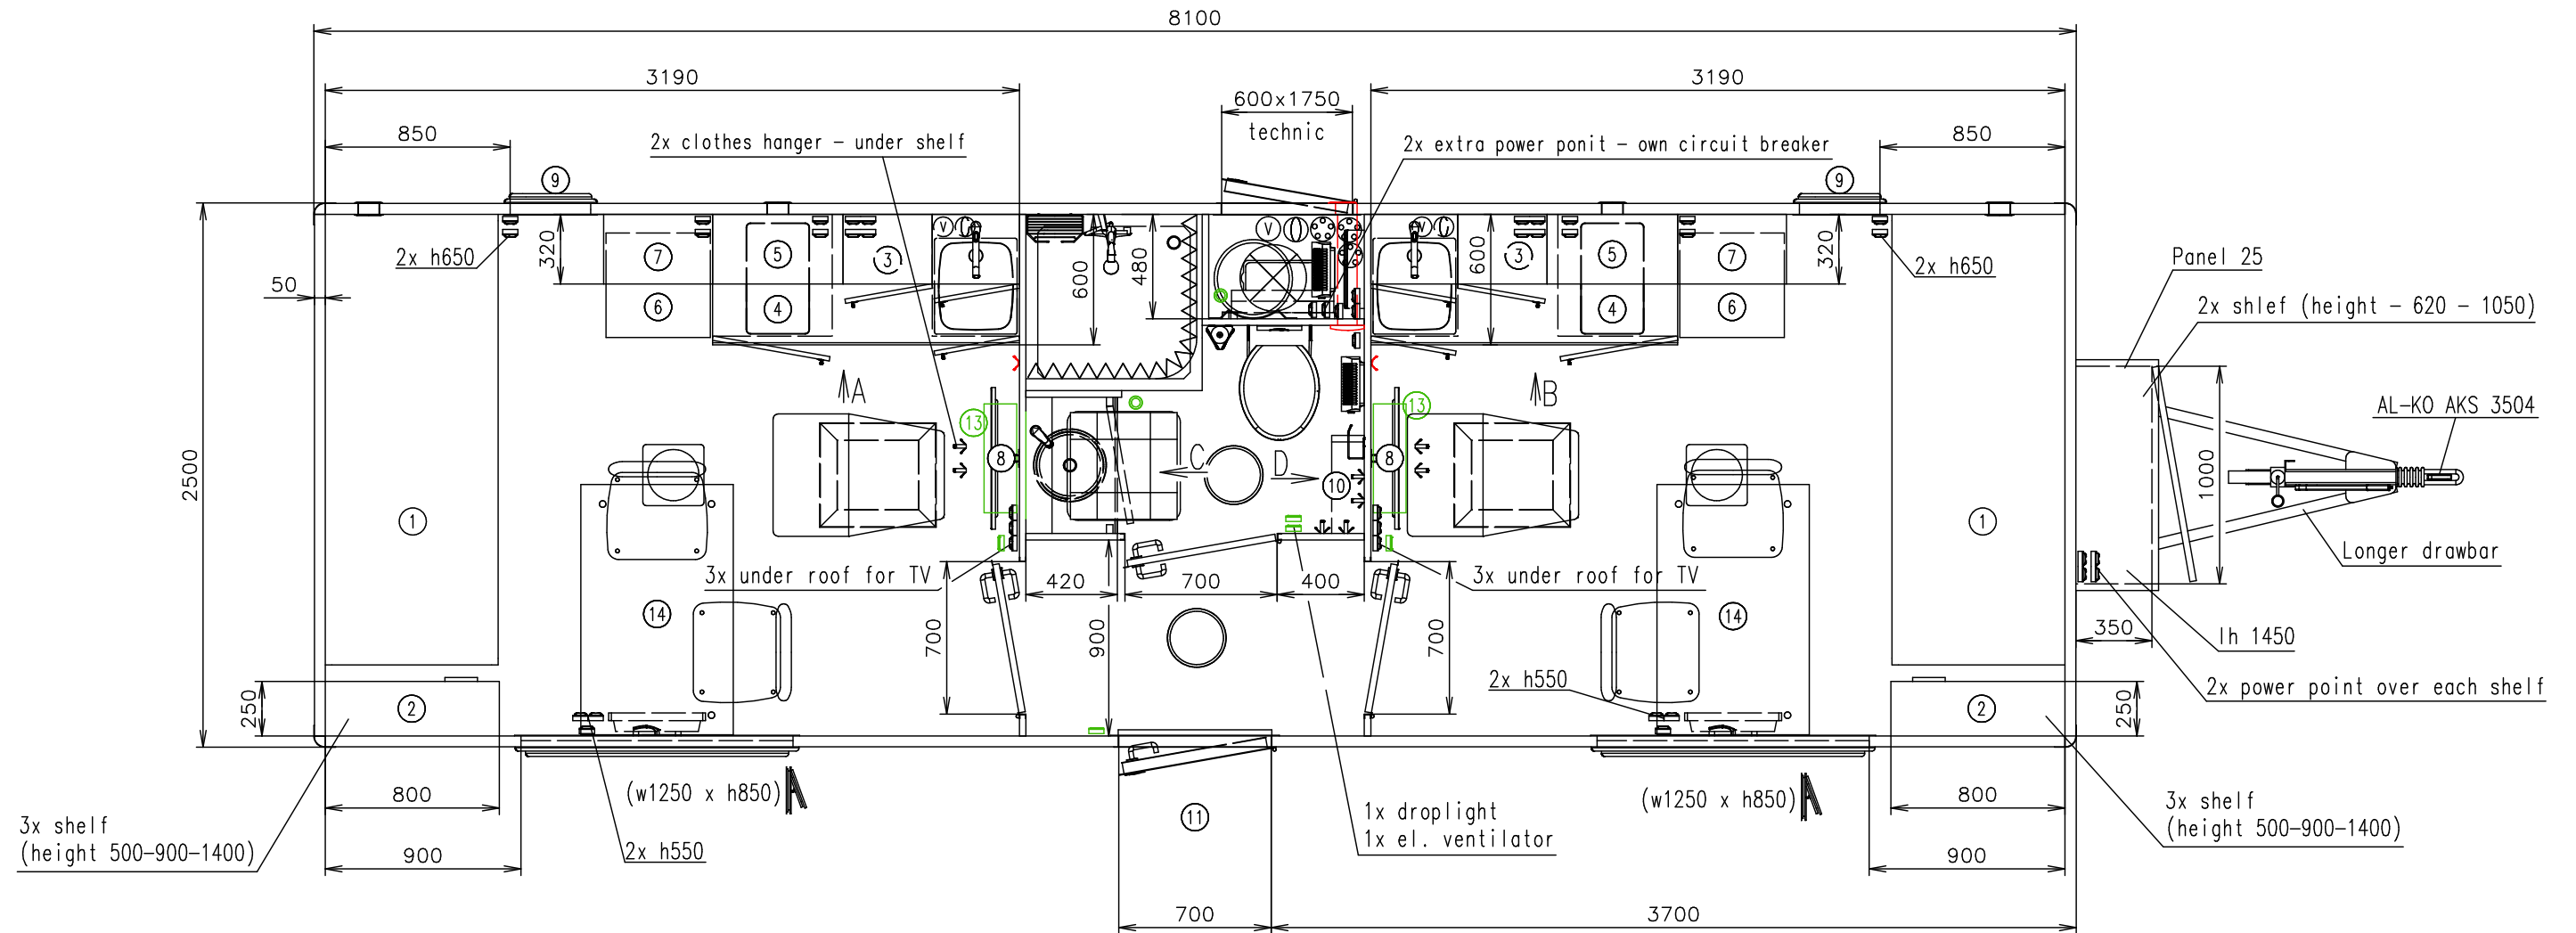 8100
3190
3190
600x1750
technic
850
2x clothes hanger – under shelf
2x extra power ponit – own circuit breaker
850
9
9
V
V
V
2x h650
320
7
5
3
600
480
600
3
5
7
320
2x h650
Panel 25
50
6
4
4
6
2x shlef (height – 620 – 1050)
A
B
AL–KO AKS 3504
13
13
2500
8
C
D
8
10
1000
1
1
Longer drawbar
3x under roof for TV
420
700
400
3x under roof for TV
14
14
700
900
700
350
lh 1450
2x h550
2x power point over each shelf
250
2
2
250
(w1250 x h850)
(w1250 x h850)
800
800
11
1x droplight
1x el. ventilator
3x shelf
(height 500–900–1400)
3x shelf
(height 500–900–1400)
900
2x h550
900
700
3700